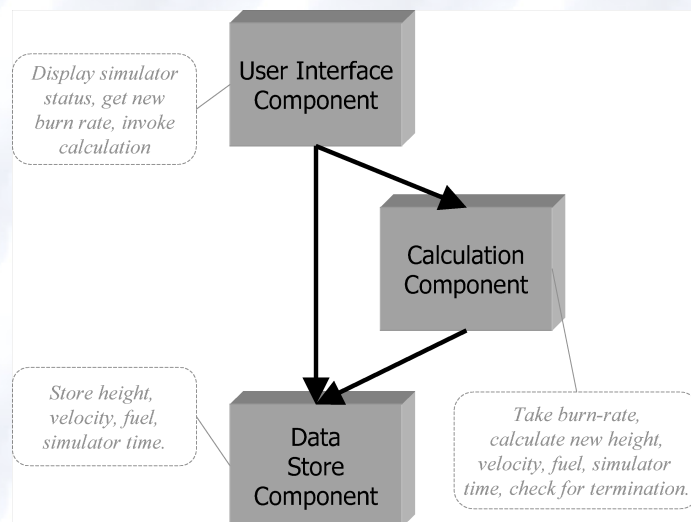 User Interface
Component
Display simulator
status, get new
burn rate, invoke
calculation
Calculation
Component
Store height,
velocity, fuel,
simulator time.
Data
Store
Component
Take burn-rate,
calculate new height,
velocity, fuel, simulator
time, check for termination.